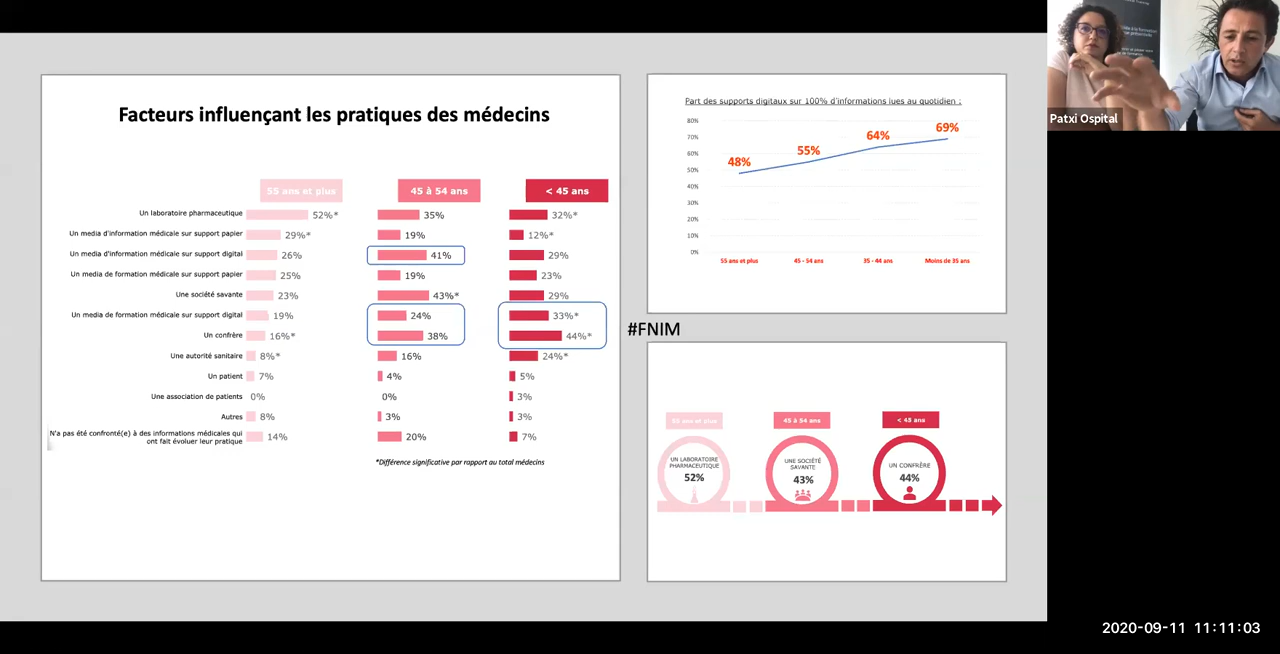 Facteurs influençant les pratiques des médecins
55 ans et plus 45 à 54 ans < 45 ans
Un laboratoire pharmaceutique 52%* 35% 32%*
Un media d'information médicale sur support papier 29%* 19% 12%*
Un media d'information médicale sur support digital 26% 41% 29%
Un media de formation médicale sur support papier 25% 19% 23%
Une société savante 23% 43%* 29%
Un media de formation médicale sur support digital 19% 24% 33%*
Un confrère 16%* 38% 44%*
Une autorité sanitaire 8%* 16% 24%*
Un patient 7% 4% 5%
Une association de patients 0% 0% 3%
Autres 8% 3% 3%
N'a pas été confronté(e) à des informations médicales qui
ont fait évoluer leur pratique 14% 20% 7%
*Différence significative par rapport au total médecins
Part des supports digitaux sur 100% d'informations lues au quotidien :
80%
70%
60%
50%
40%
30%
20%
10%
0%
48% 55% 64% 69%
55 ans et plus 45 - 54 ans 35 - 44 ans Moins de 35 ans
#FNIM
55 ans et plus 45 à 54 ans < 45 ans
UN LABORATOIRE
PHARMACEUTIQUE
52%
UNE SOCIÉTÉ
SAVANTE
43%
UN CONFRÈRE
44%
Patxi Ospital
2020-09-11 11:11:03